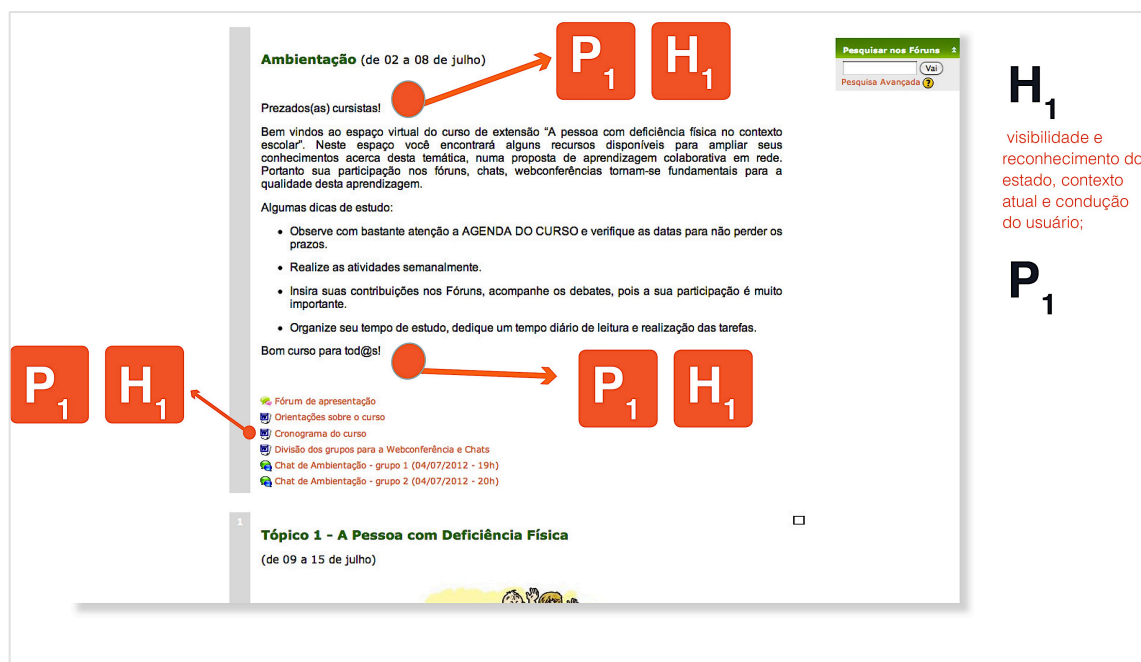 Ambientação (de 02 a 08 de julho)
P1 H1
Prezados(as) cursistas!
Bem vindos ao espaço virtual do curso de extensão “A pessoa com deficiência física no contexto
escolar”. Neste espaço você encontrará alguns recursos disponíveis para ampliar seus
conhecimentos acerca desta temática, numa proposta de aprendizagem colaborativa em rede.
Portanto sua participação nos fóruns, chats, webconferências tornam-se fundamentais para a
qualidade desta aprendizagem.
Algumas dicas de estudo:
• Observe com bastante atenção a AGENDA DO CURSO e verifique as datas para não perder os
prazos.
• Realize as atividades semanalmente.
• Insira suas contribuições nos Fóruns, acompanhe os debates, pois a sua participação é muito
importante.
• Organize seu tempo de estudo, dedique um tempo diário de leitura e realização das tarefas.
Bom curso para tod@s!
P1 H1
P1 H1
Fórum de apresentação
Orientações sobre o curso
Cronograma do curso
Divisão dos grupos para a Webconferência e Chats
Chat de Ambientação - grupo 1 (04/07/2012 - 19h)
Chat de Ambientação - grupo 2 (04/07/2012 - 20h)
1
Tópico 1 - A Pessoa com Deficiência Física
(de 09 a 15 de julho)
Pesquisar nos Fóruns
Vai
Pesquisa Avançada ?
H1
visibilidade e
reconhecimento do
estado, contexto
atual e condução
do usuário;
P1